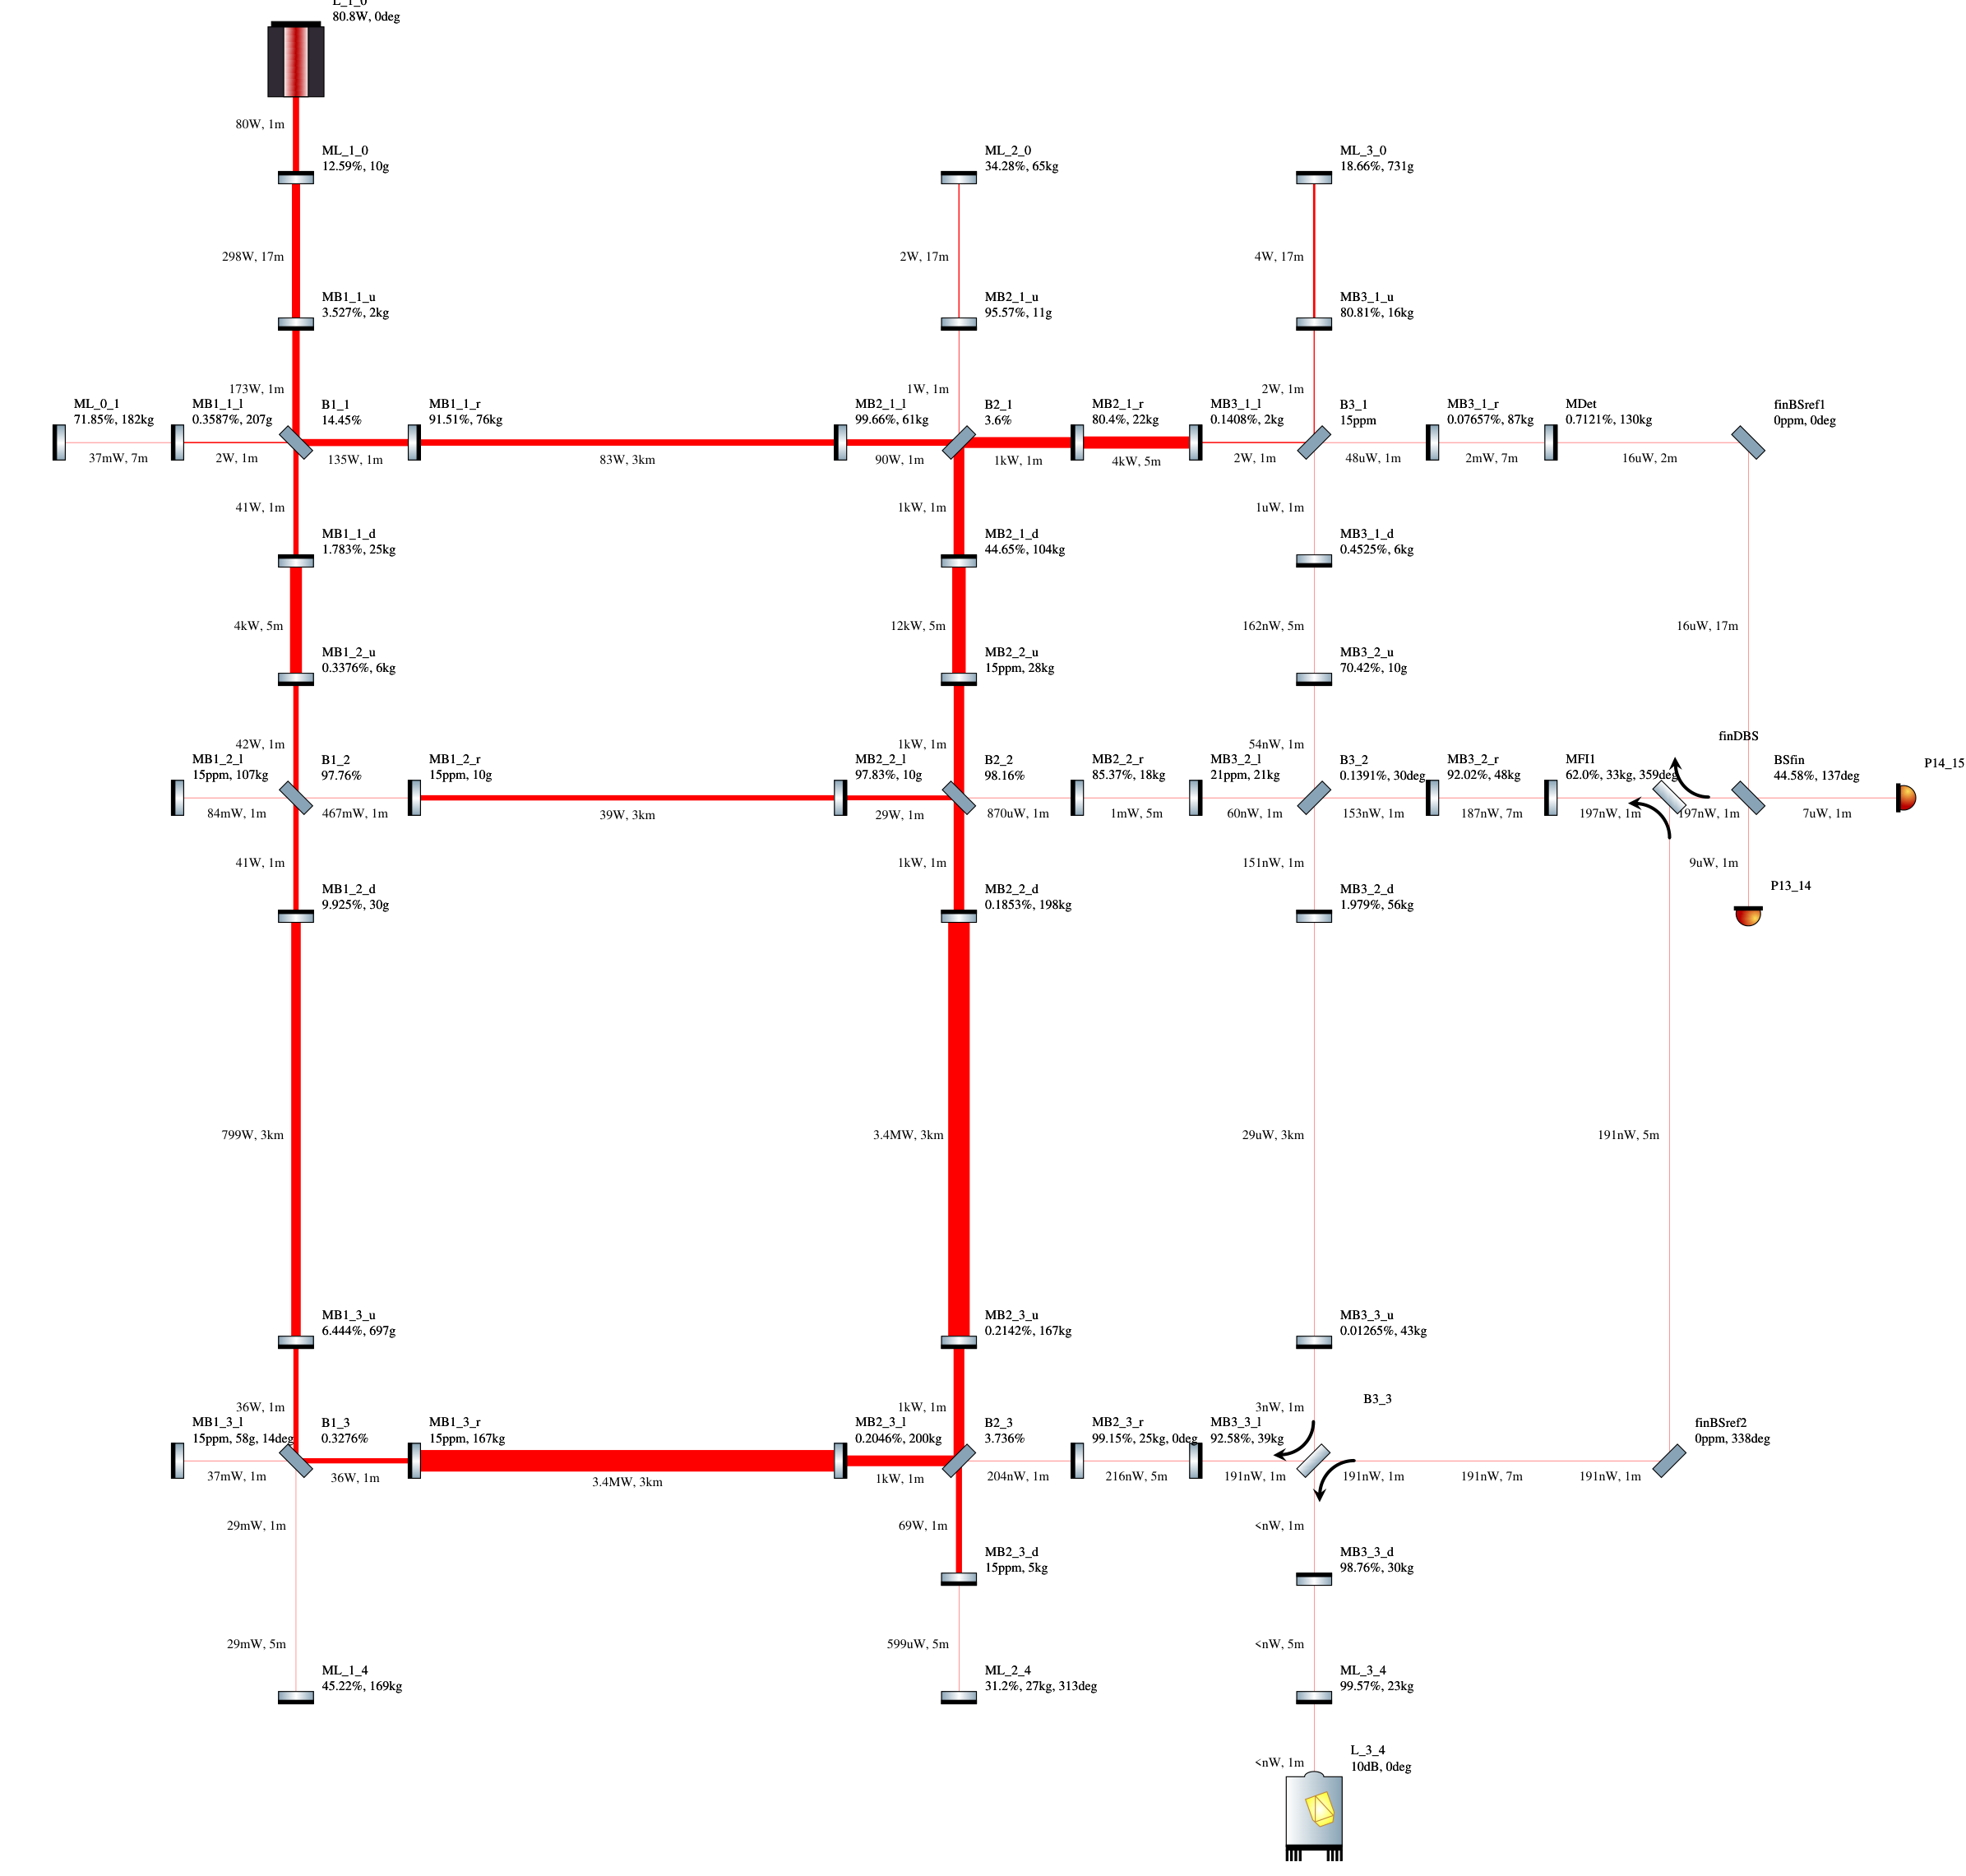 L_1_0
80.8W, 0deg
80W, 1m
ML_1_0
12.59%, 10g
ML_2_0
34.28%, 65kg
ML_3_0
18.66%, 731g
298W, 17m
2W, 17m
4W, 17m
MB1_1_u
3.527%, 2kg
MB2_1_u
95.57%, 11g
MB3_1_u
80.81%, 16kg
173W, 1m
1W, 1m
2W, 1m
ML_0_1
71.85%, 182kg
MB1_1_l
0.3587%, 207g
B1_1
14.45%
MB1_1_r
91.51%, 76kg
MB2_1_l
99.66%, 61kg
B2_1
3.6%
MB2_1_r
80.4%, 22kg
MB3_1_l
0.1408%, 2kg
B3_1
15ppm
MB3_1_r
0.07657%, 87kg
MDet
0.7121%, 130kg
finBSref1
0ppm, 0deg
37mW, 7m
2W, 1m
135W, 1m
83W, 3km
90W, 1m
1kW, 1m
4kW, 5m
2W, 1m
48uW, 1m
2mW, 7m
16uW, 2m
41W, 1m
1kW, 1m
1uW, 1m
MB1_1_d
1.783%, 25kg
MB2_1_d
44.65%, 104kg
MB3_1_d
0.4525%, 6kg
4kW, 5m
12kW, 5m
162nW, 5m
16uW, 17m
MB1_2_u
0.3376%, 6kg
MB2_2_u
15ppm, 28kg
MB3_2_u
70.42%, 10g
finDBS
42W, 1m
1kW, 1m
54nW, 1m
MB1_2_l
15ppm, 107kg
B1_2
97.76%
MB1_2_r
15ppm, 10g
MB2_2_l
97.83%, 10g
B2_2
98.16%
MB2_2_r
85.37%, 18kg
MB3_2_l
21ppm, 21kg
B3_2
0.1391%, 30deg
MB3_2_r
92.02%, 48kg
MFI1
62.0%, 33kg, 359deg
BSfin
44.58%, 137deg
P14_15
84mW, 1m
467mW, 1m
39W, 3km
29W, 1m
870uW, 1m
1mW, 5m
60nW, 1m
153nW, 1m
187nW, 7m
197nW, 1m
197nW, 1m
7uW, 1m
41W, 1m
1kW, 1m
151nW, 1m
9uW, 1m
MB1_2_d
9.925%, 30g
MB2_2_d
0.1853%, 198kg
MB3_2_d
1.979%, 56kg
P13_14
799W, 3km
3.4MW, 3km
29uW, 3km
191nW, 5m
MB1_3_u
6.444%, 697g
MB2_3_u
0.2142%, 167kg
MB3_3_u
0.01265%, 43kg
36W, 1m
1kW, 1m
3nW, 1m
B3_3
MB1_3_l
15ppm, 58g, 14deg
B1_3
0.3276%
MB1_3_r
15ppm, 167kg
MB2_3_l
0.2046%, 200kg
B2_3
3.736%
MB2_3_r
99.15%, 25kg, 0deg
MB3_3_l
92.58%, 39kg
finBSref2
0ppm, 338deg
37mW, 1m
36W, 1m
3.4MW, 3km
1kW, 1m
204nW, 1m
216nW, 5m
191nW, 1m
191nW, 1m
191nW, 7m
191nW, 1m
29mW, 1m
69W, 1m
<nW, 1m
MB2_3_d
15ppm, 5kg
MB3_3_d
98.76%, 30kg
29mW, 5m
599uW, 5m
<nW, 5m
ML_1_4
45.22%, 169kg
ML_2_4
31.2%, 27kg, 313deg
ML_3_4
99.57%, 23kg
<nW, 1m
L_3_4
10dB, 0deg